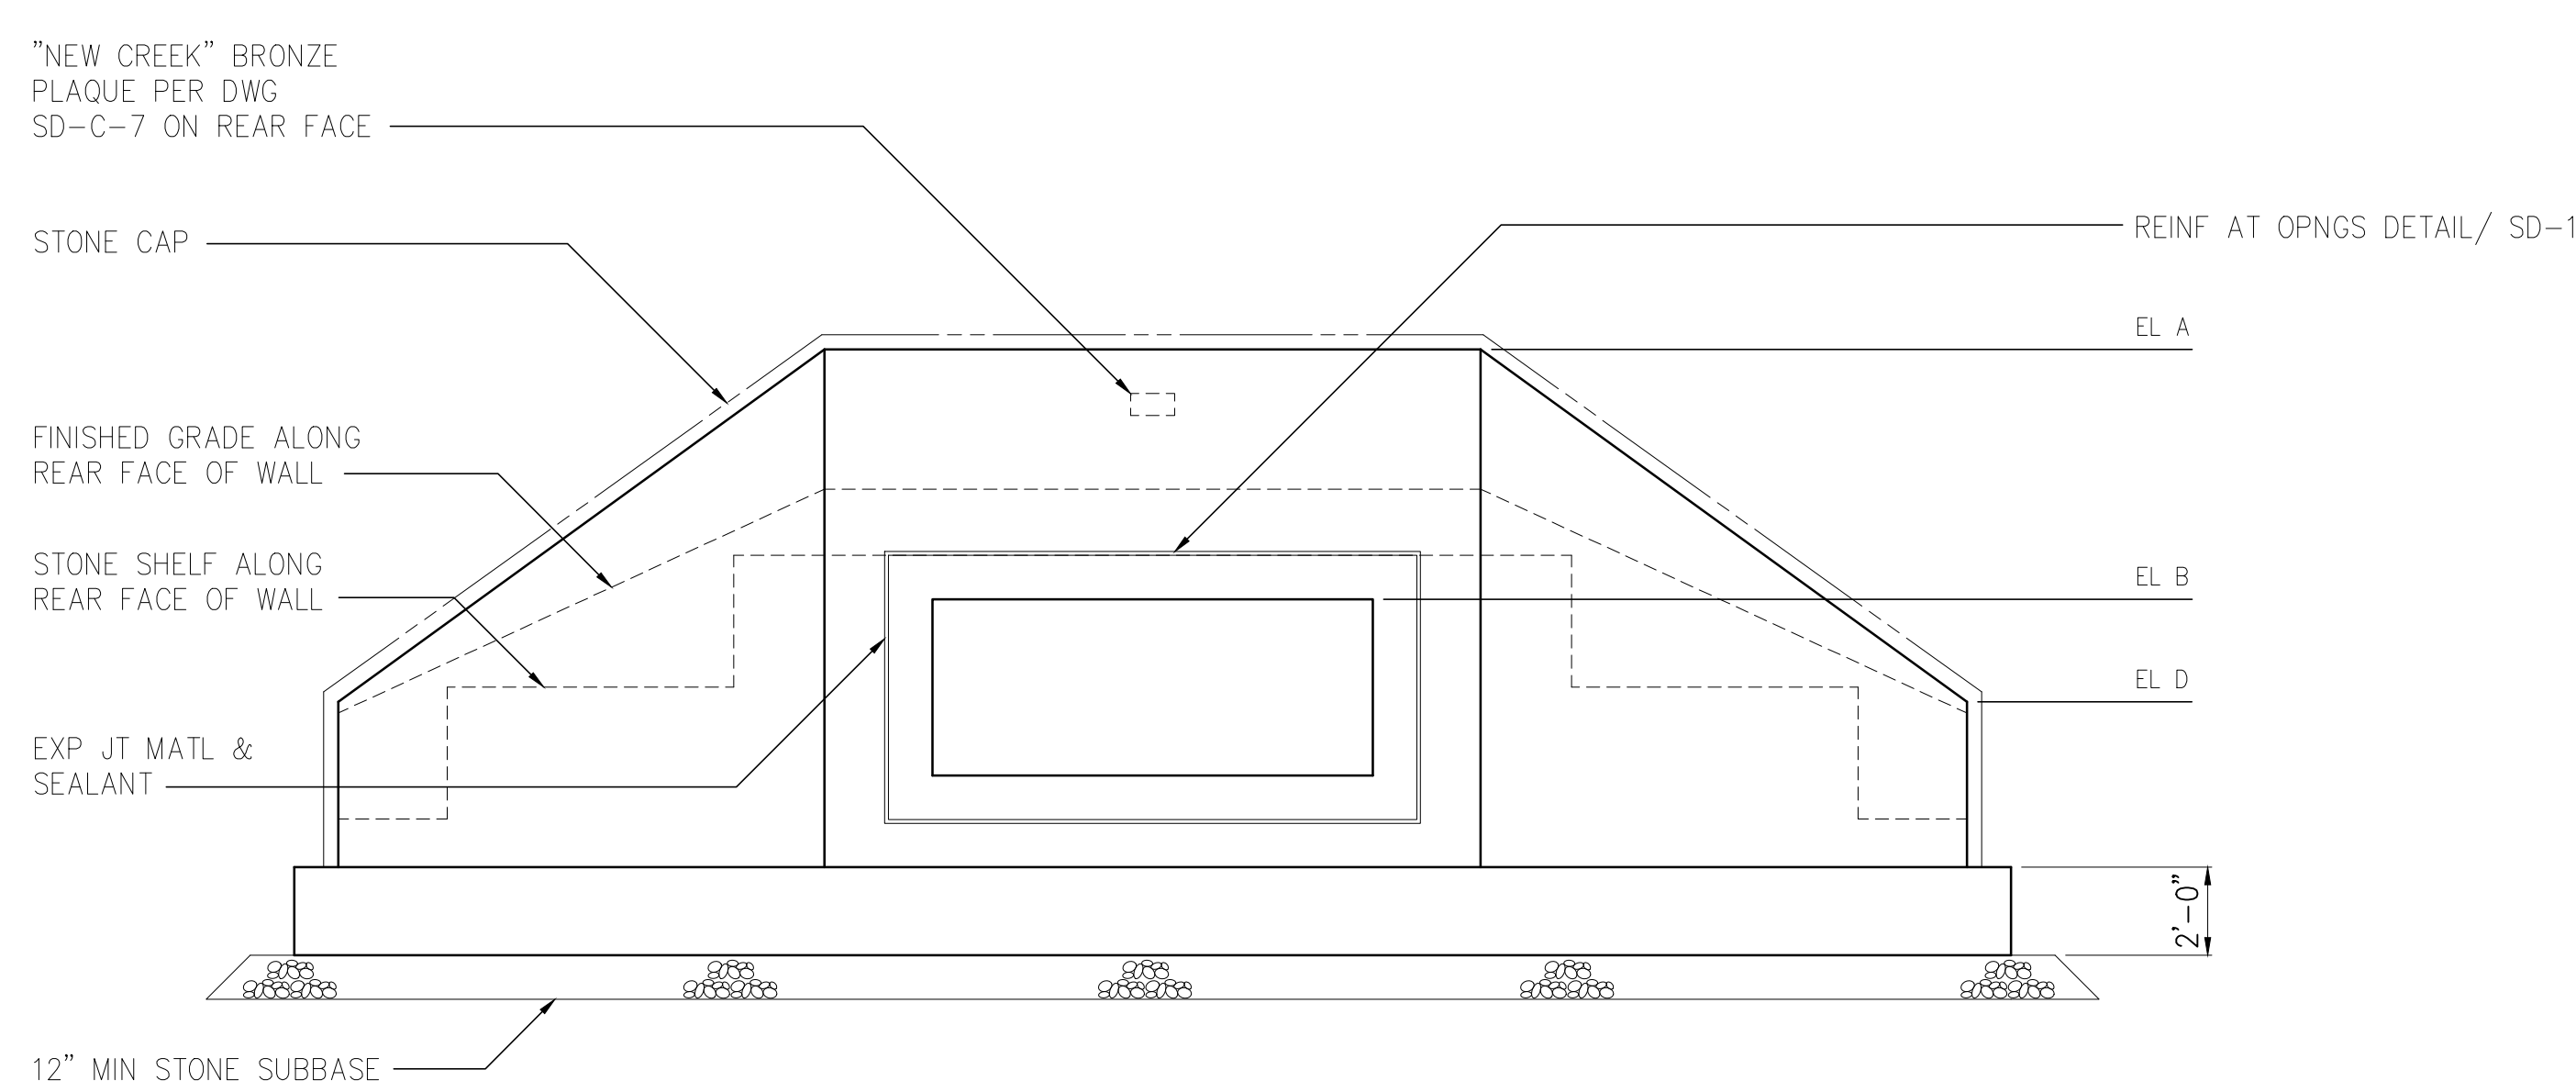 "NEW CREEK" BRONZE
PLAQUE PER DWG
SD-C-7 ON REAR FACE
STONE CAP
REINF AT OPNGS DETAIL/ SD-1
EL A
FINISHED GRADE ALONG
REAR FACE OF WALL
STONE SHELF ALONG
REAR FACE OF WALL
EL B
EL D
EXP JT MATL &
SEALANT
2'-0"
12" MIN STONE SUBBASE